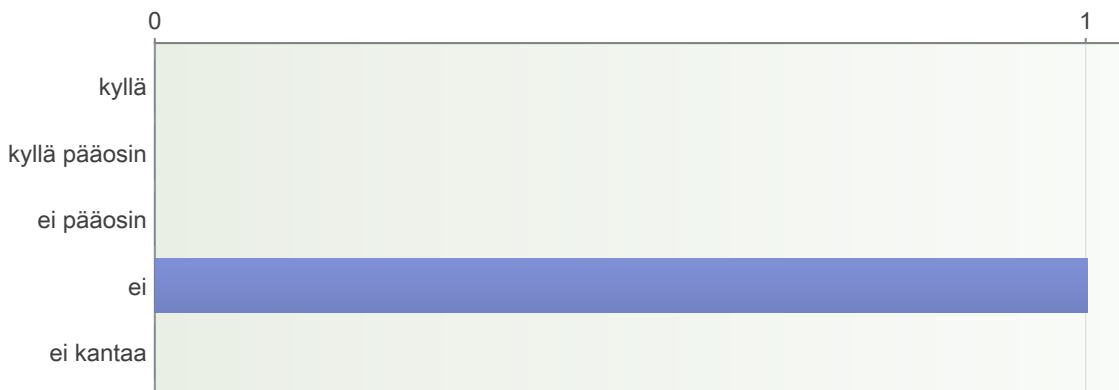 0 1
kyllä
kyllä pääosin
ei pääosin
ei
ei kantaa